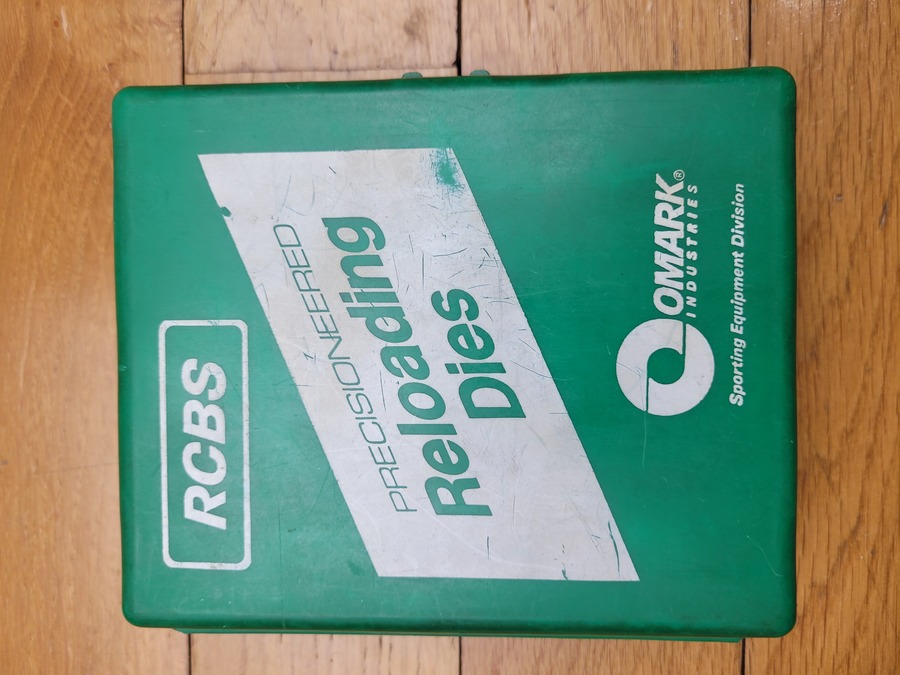 RCBS
PRECISIONEERED
Reloading
Dies
OMARK®
INDUSTRIES
Sporting Equipment Division